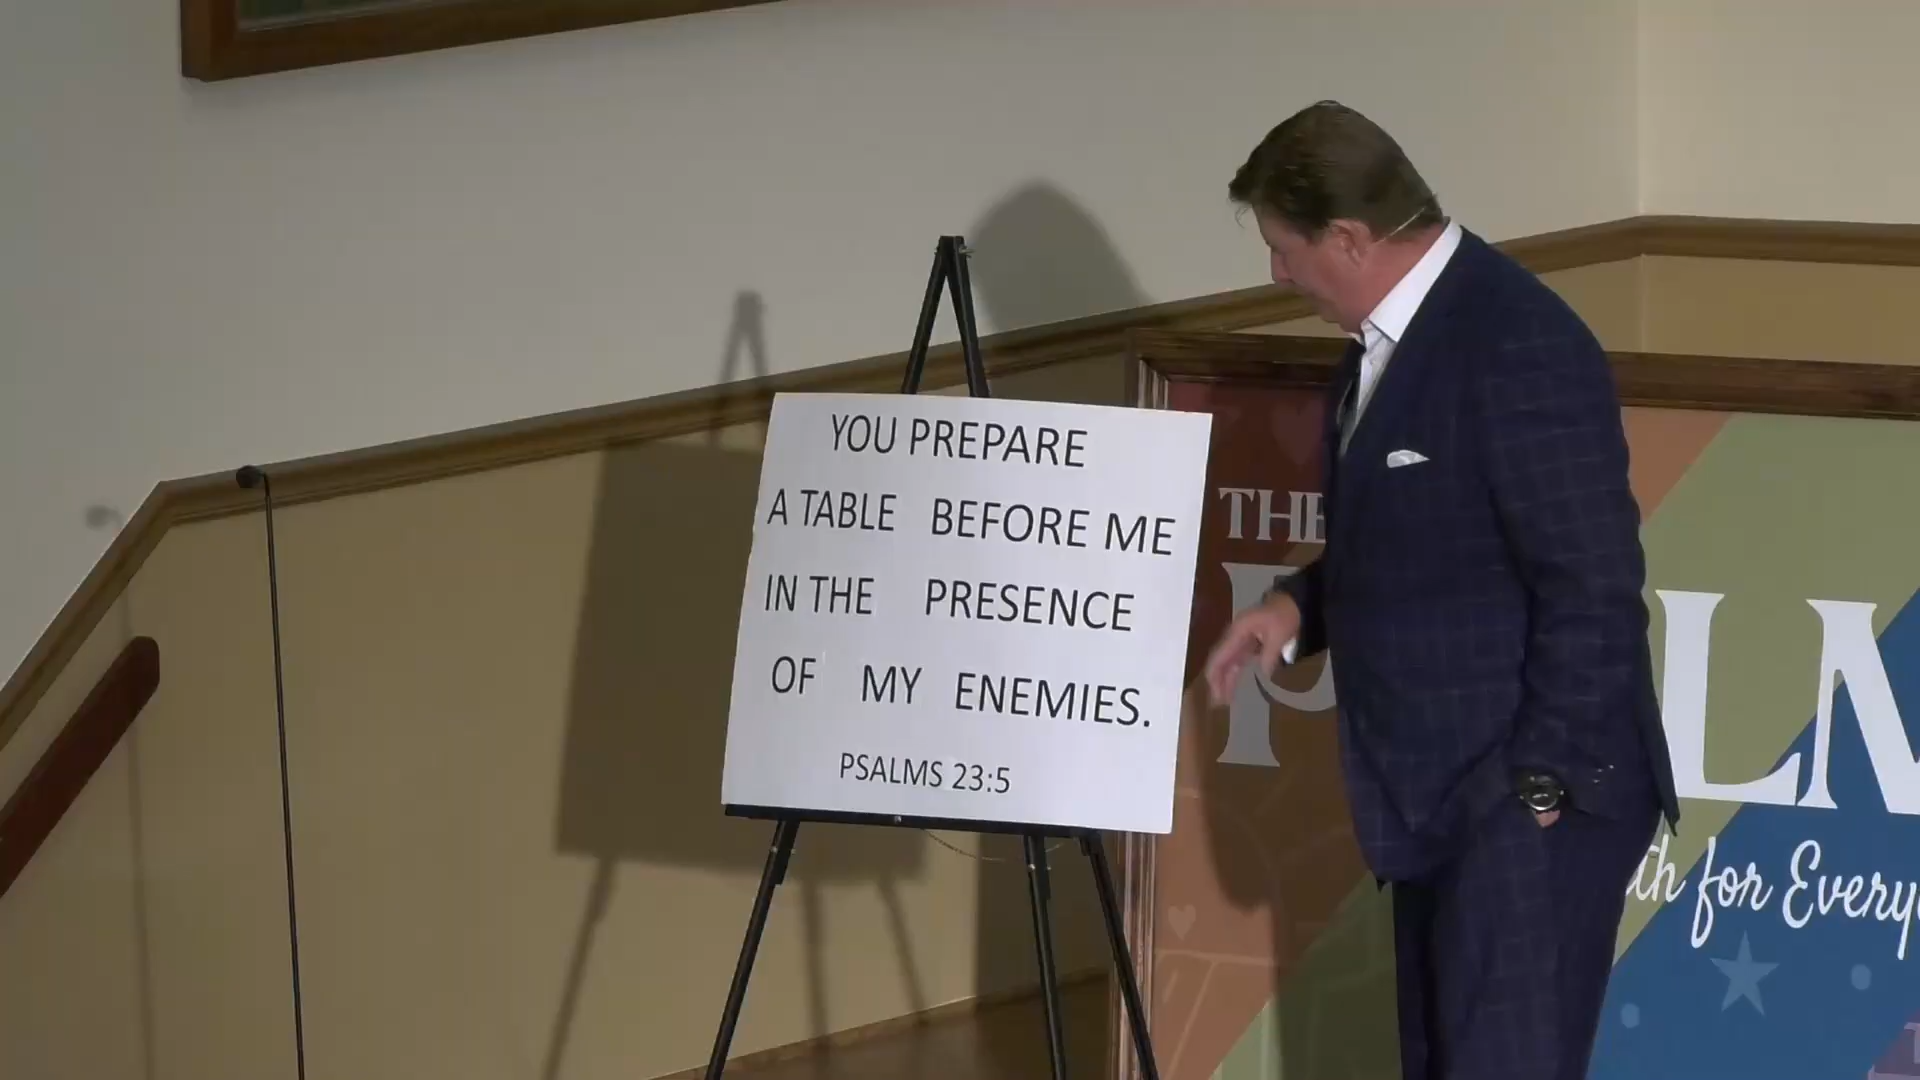 YOU PREPARE
A TABLE BEFORE ME
IN THE PRESENCE
OF MY ENEMIES.
PSALMS 23:5
THE
for Every